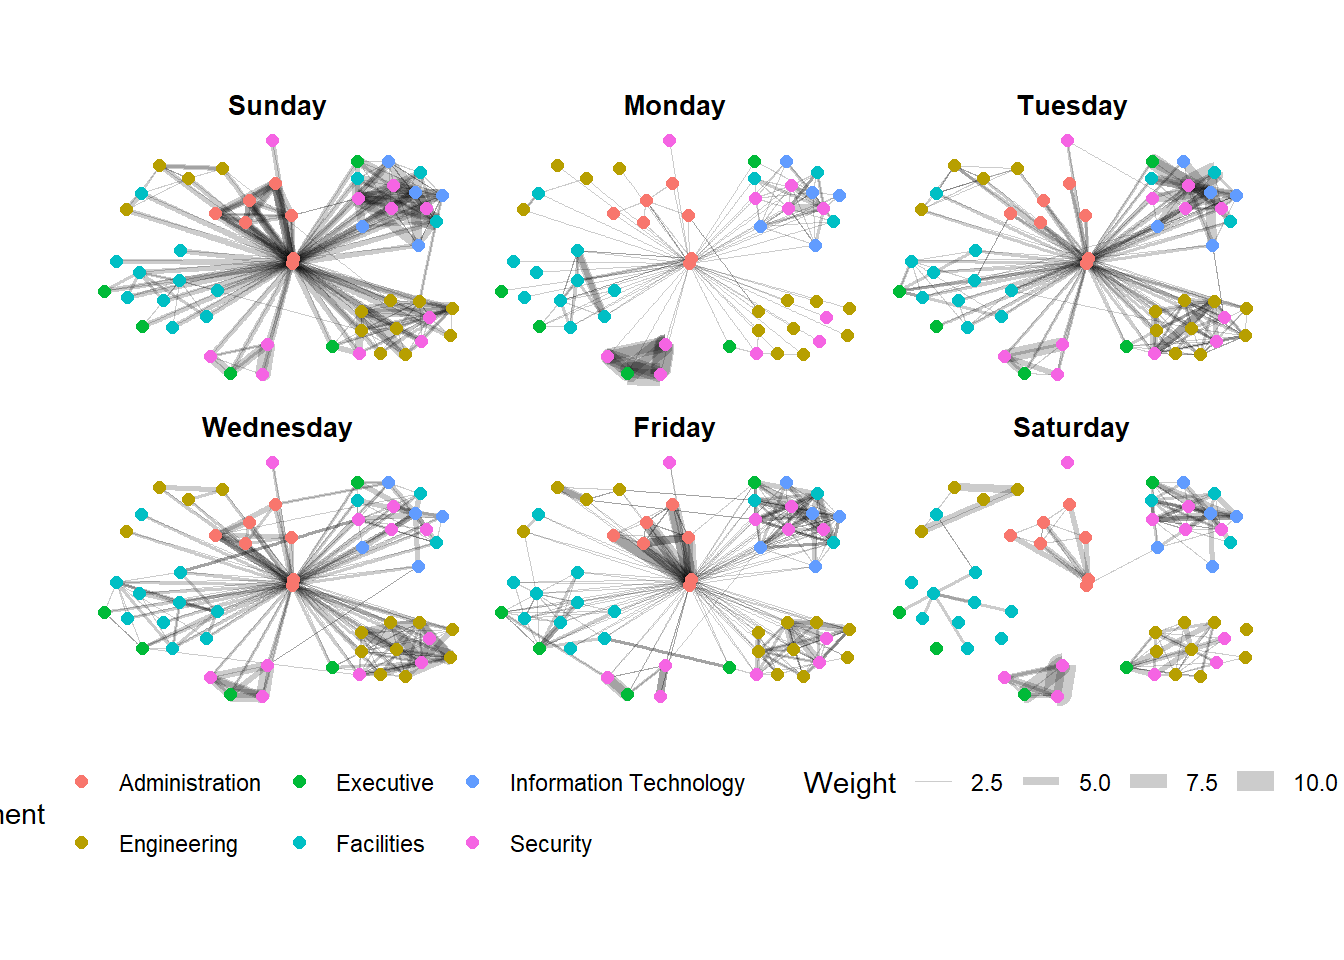 Sunday Monday Tuesday
Wednesday Friday Saturday
Administration Executive Information Technology Weight 2.5 5.0 7.5 10.0
Engineering Facilities Security